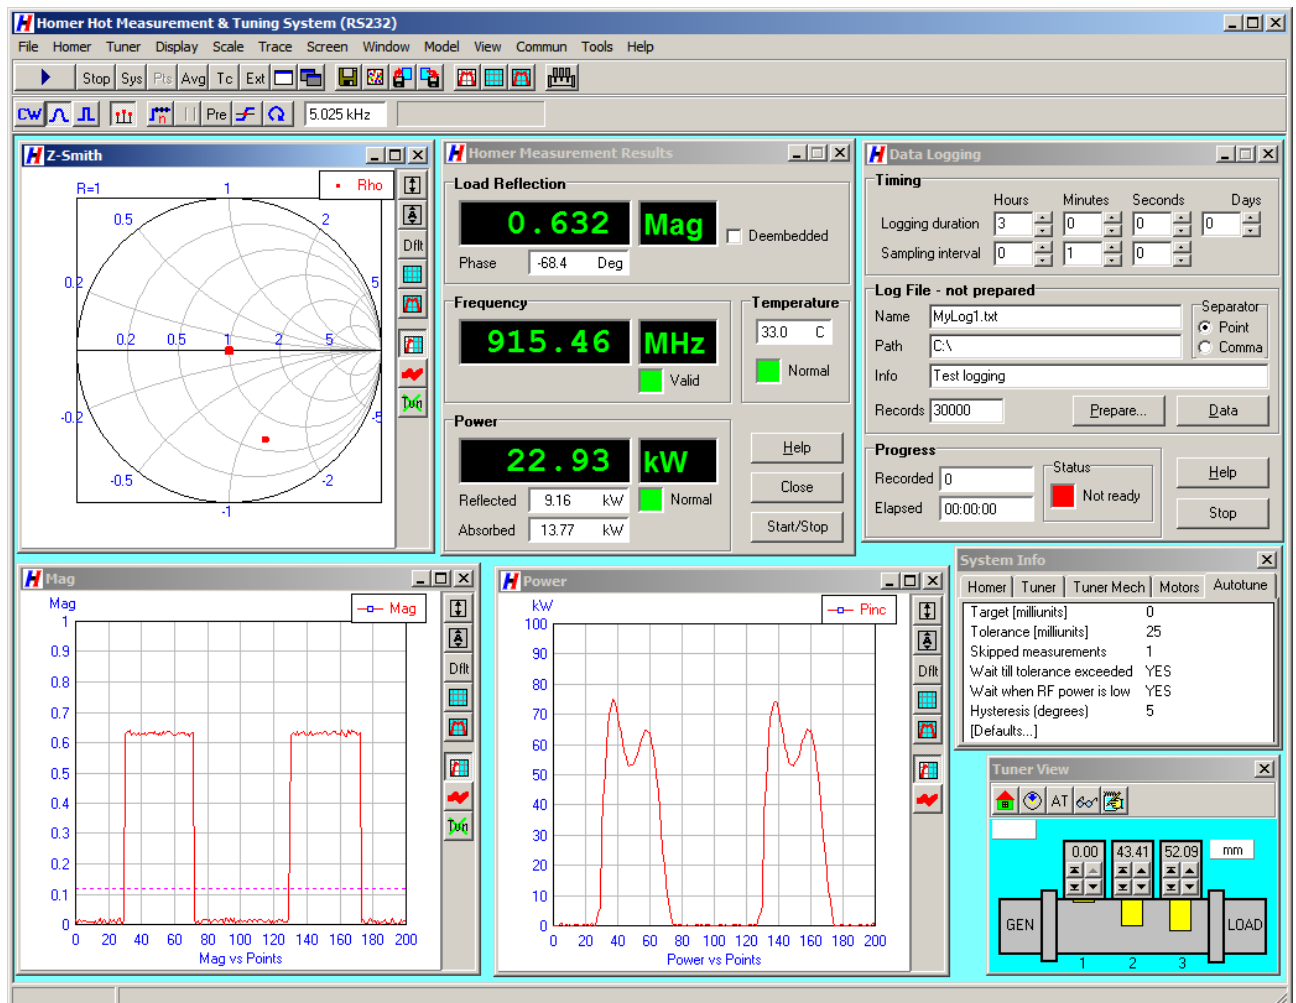 Homer Hot Measurement & Tuning System (RS232)
File Homer Tuner Display Scale Trace Screen Window Model View Commun Tools Help
Stop Sys Pts Avg Tc Ext
CW n Pre 5.025 kHz
Z-Smith
Rho
R=1 1
0.5 2
0.2 5
0.2 0.5 1 2 5
-0.2 -5
-0.5 -2
-1
Dflt
Tun
Homer Measurement Results
Load Reflection
0.632 Mag
Deembedded
Phase -68.4 Deg
Frequency
915.46 MHz
Valid
Temperature
33.0 C
Normal
Power
22.93 kW
Reflected 9.16 kW Normal
Absorbed 13.77 kW
Help
Close
Start/Stop
Data Logging
Timing
Hours Minutes Seconds Days
Logging duration 3 0 0 0
Sampling interval 0 1 0
Log File - not prepared
Name MyLog1.txt
Path C:\
Separator
Point
Comma
Info Test logging
Records 30000 Prepare... Data
Progress
Recorded 0
Elapsed 00:00:00
Status
Not ready
Help
Stop
Mag
Mag
Mag
1
0.9
0.8
0.7
0.6
0.5
0.4
0.3
0.2
0.1
0
0 20 40 60 80 100 120 140 160 180 200
Mag vs Points
Dflt
Tun
Power
kW
Pinc
100
90
80
70
60
50
40
30
20
10
0
0 20 40 60 80 100 120 140 160 180 200
Power vs Points
Dflt
System Info
Homer Tuner Tuner Mech Motors Autotune
Target [milliunits] 0
Tolerance [milliunits] 25
Skipped measurements 1
Wait till tolerance exceeded YES
Wait when RF power is low YES
Hysteresis (degrees) 5
[Defaults...]
Tuner View
AT
0.00 43.41 52.09 mm
GEN LOAD
1 2 3